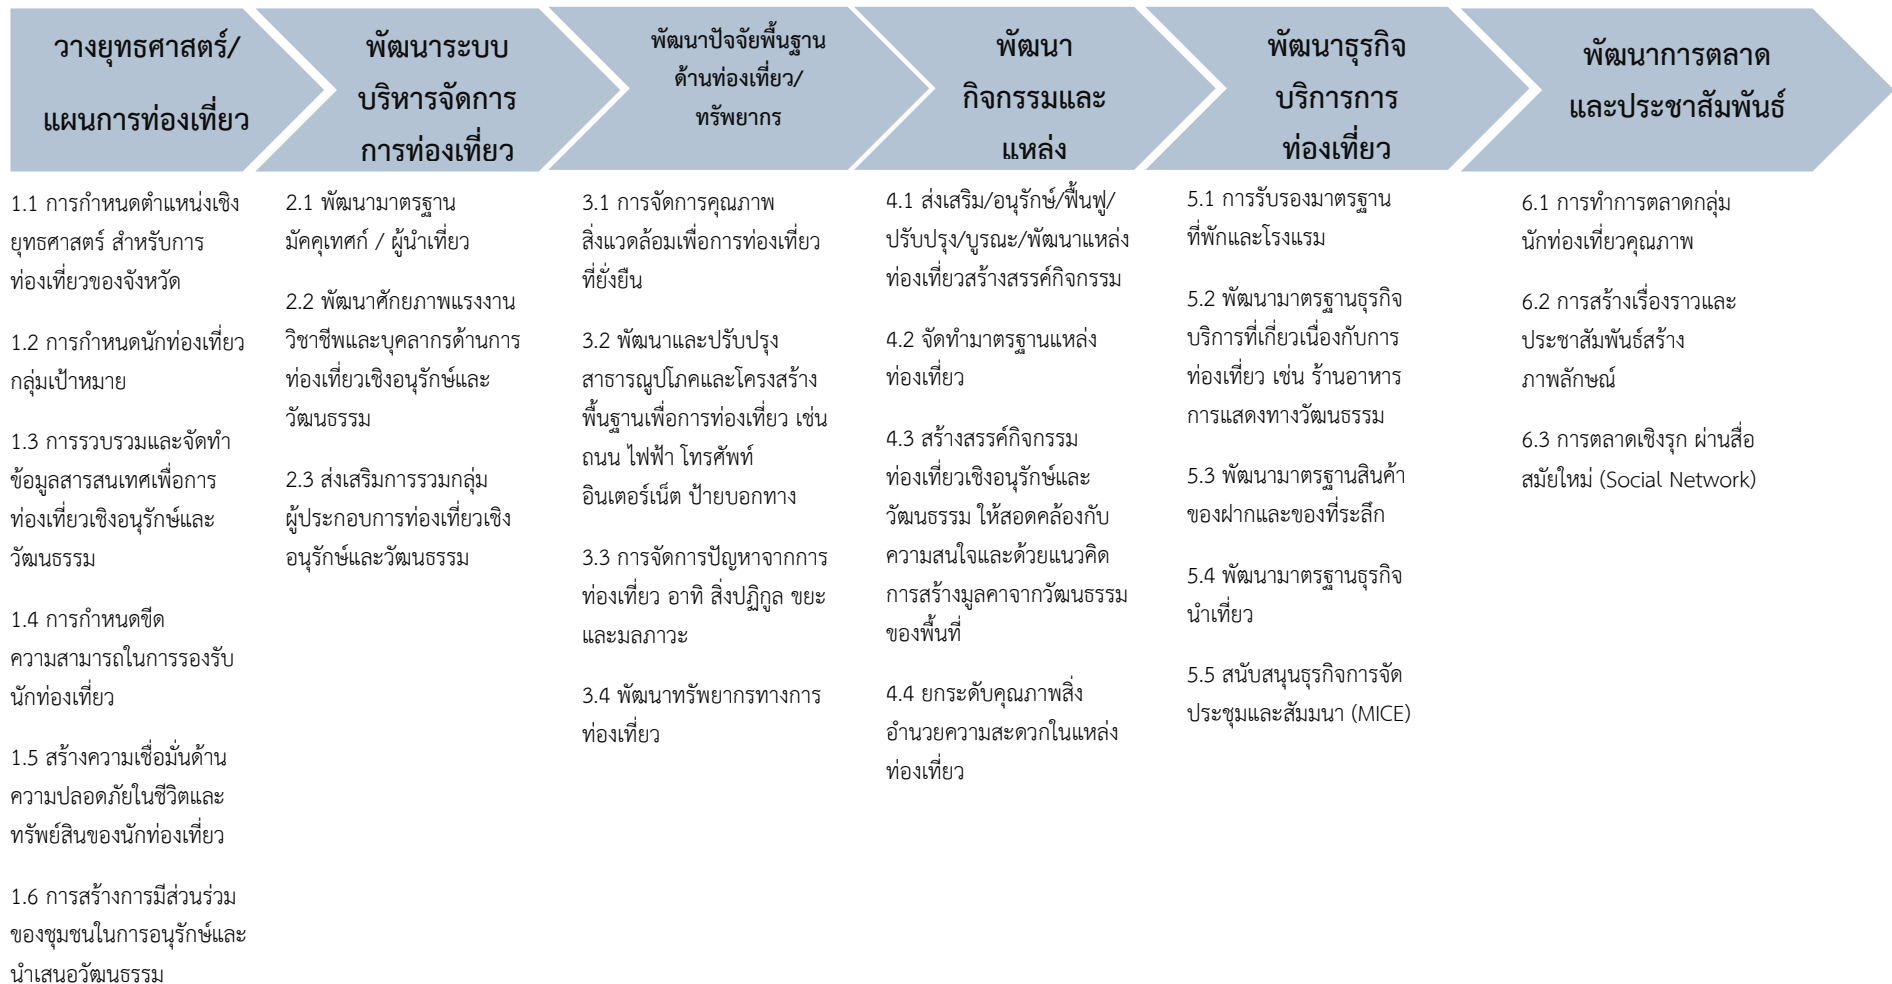 วางยุทธศาสตร์/
แผนการท่องเที่ยว
พัฒนาระบบ
บริหารจัดการ
การท่องเที่ยว
พัฒนาปัจจัยพื้นฐาน
ด้านท่องเที่ยว/
ทรัพยากร
พัฒนา
กิจกรรมและ
แหล่ง
พัฒนาธุรกิจ
บริการการ
ท่องเที่ยว
พัฒนาการตลาด
และประชาสัมพันธ์
1.1 การกำหนดตำแหน่งเชิง
ยุทธศาสตร์ สำหรับการ
ท่องเที่ยวของจังหวัด
1.2 การกำหนดนักท่องเที่ยว
กลุ่มเป้าหมาย
1.3 การรวบรวมและจัดทำ
ข้อมูลสารสนเทศเพื่อการ
ท่องเที่ยวเชิงอนุรักษ์และ
วัฒนธรรม
1.4 การกำหนดขีด
ความสามารถในการรองรับ
นักท่องเที่ยว
1.5 สร้างความเชื่อมั่นด้าน
ความปลอดภัยในชีวิตและ
ทรัพย์สินของนักท่องเที่ยว
1.6 การสร้างการมีส่วนร่วม
ของชุมชนในการอนุรักษ์และ
นำเสนอวัฒนธรรม
2.1 พัฒนามาตรฐาน
มัคคุเทศก์ / ผู้นำเที่ยว
2.2 พัฒนาศักยภาพแรงงาน
วิชาชีพและบุคลากรด้านการ
ท่องเที่ยวเชิงอนุรักษ์และ
วัฒนธรรม
2.3 ส่งเสริมการรวมกลุ่ม
ผู้ประกอบการท่องเที่ยวเชิง
อนุรักษ์และวัฒนธรรม
3.1 การจัดการคุณภาพ
สิ่งแวดล้อมเพื่อการท่องเที่ยว
ที่ยั่งยืน
3.2 พัฒนาและปรับปรุง
สาธารณูปโภคและโครงสร้าง
พื้นฐานเพื่อการท่องเที่ยว เช่น
ถนน ไฟฟ้า โทรศัพท์
อินเตอร์เน็ต ป้ายบอกทาง
3.3 การจัดการปัญหาจากการ
ท่องเที่ยว อาทิ สิ่งปฏิกูล ขยะ
และมลภาวะ
3.4 พัฒนาทรัพยากรทางการ
ท่องเที่ยว
4.1 ส่งเสริม/อนุรักษ์/ฟื้นฟู/
ปรับปรุง/บูรณะ/พัฒนาแหล่ง
ท่องเที่ยวสร้างสรรค์กิจกรรม
4.2 จัดทำมาตรฐานแหล่ง
ท่องเที่ยว
4.3 สร้างสรรค์กิจกรรม
ท่องเที่ยวเชิงอนุรักษ์และ
วัฒนธรรม ให้สอดคล้องกับ
ความสนใจและด้วยแนวคิด
การสร้างมูลคาจากวัฒนธรรม
ของพื้นที่
4.4 ยกระดับคุณภาพสิ่ง
อำนวยความสะดวกในแหล่ง
ท่องเที่ยว
5.1 การรับรองมาตรฐาน
ที่พักและโรงแรม
5.2 พัฒนามาตรฐานธุรกิจ
บริการที่เกี่ยวเนื่องกับการ
ท่องเที่ยว เช่น ร้านอาหาร
การแสดงทางวัฒนธรรม
5.3 พัฒนามาตรฐานสินค้า
ของฝากและของที่ระลึก
5.4 พัฒนามาตรฐานธุรกิจ
นำเที่ยว
5.5 สนับสนุนธุรกิจการจัด
ประชุมและสัมมนา (MICE)
6.1 การทำการตลาดกลุ่ม
นักท่องเที่ยวคุณภาพ
6.2 การสร้างเรื่องราวและ
ประชาสัมพันธ์สร้าง
ภาพลักษณ์
6.3 การตลาดเชิงรุก ผ่านสื่อ
สมัยใหม่ (Social Network)